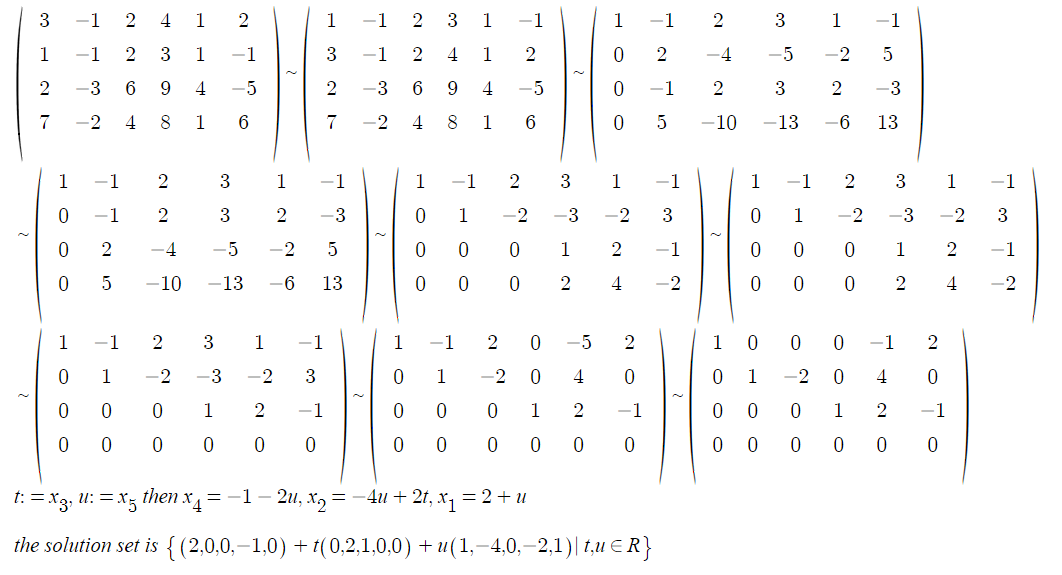 3 −1 2 4 1 2 1 −1 2 3 1 −1 1 −1 2 3 1 −1
1 −1 2 3 1 −1 3 −1 2 4 1 2 0 2 −4 −5 −2 5
2 −3 6 9 4 −5 ~ 2 −3 6 9 4 −5 ~ 0 −1 2 3 2 −3
7 −2 4 8 1 6 7 −2 4 8 1 6 0 5 −10 −13 −6 13
1 −1 2 3 1 −1 1 −1 2 3 1 −1 1 −1 2 3 1 −1
~ 0 −1 2 3 2 −3 ~ 0 1 −2 −3 −2 3 ~ 0 1 −2 −3 −2 3
0 2 −4 −5 −2 5 0 0 0 1 2 −1 0 0 0 1 2 −1
0 5 −10 −13 −6 13 0 0 0 2 4 −2 0 0 0 2 4 −2
1 −1 2 3 1 −1 1 −1 2 0 −5 2 1 0 0 0 −1 2
~ 0 1 −2 −3 −2 3 ~ 0 1 −2 0 4 0 ~ 0 1 −2 0 4 0
0 0 0 1 2 −1 0 0 0 1 2 −1 0 0 0 1 2 −1
0 0 0 0 0 0 0 0 0 0 0 0 0 0 0 0 0 0
t: = x₃, u: = x₅ then x₄ = −1 − 2u, x₂ = −4u + 2t, x₁ = 2 + u
the solution set is {(2,0,0,−1,0) + t(0,2,1,0,0) + u(1,−4,0,−2,1)| t,u ∈ R}